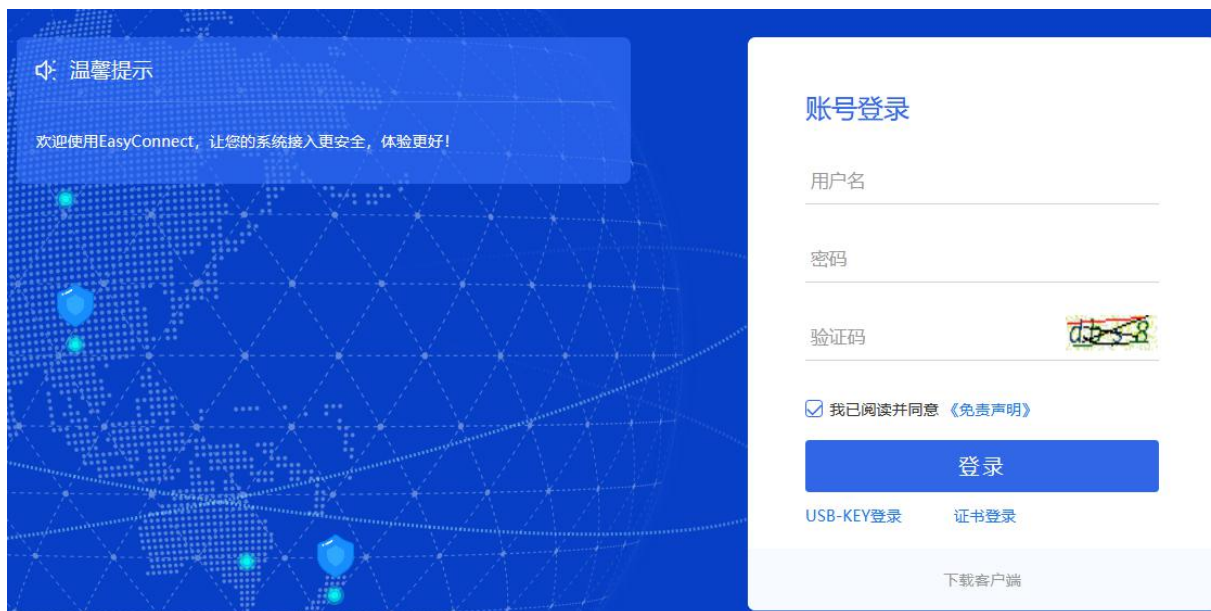 温馨提示
欢迎使用EasyConnect，让您的系统接入更安全，体验更好！
账号登录
用户名
密码
验证码
我已阅读并同意 《免责声明》
登录
USB-KEY登录 证书登录
下载客户端